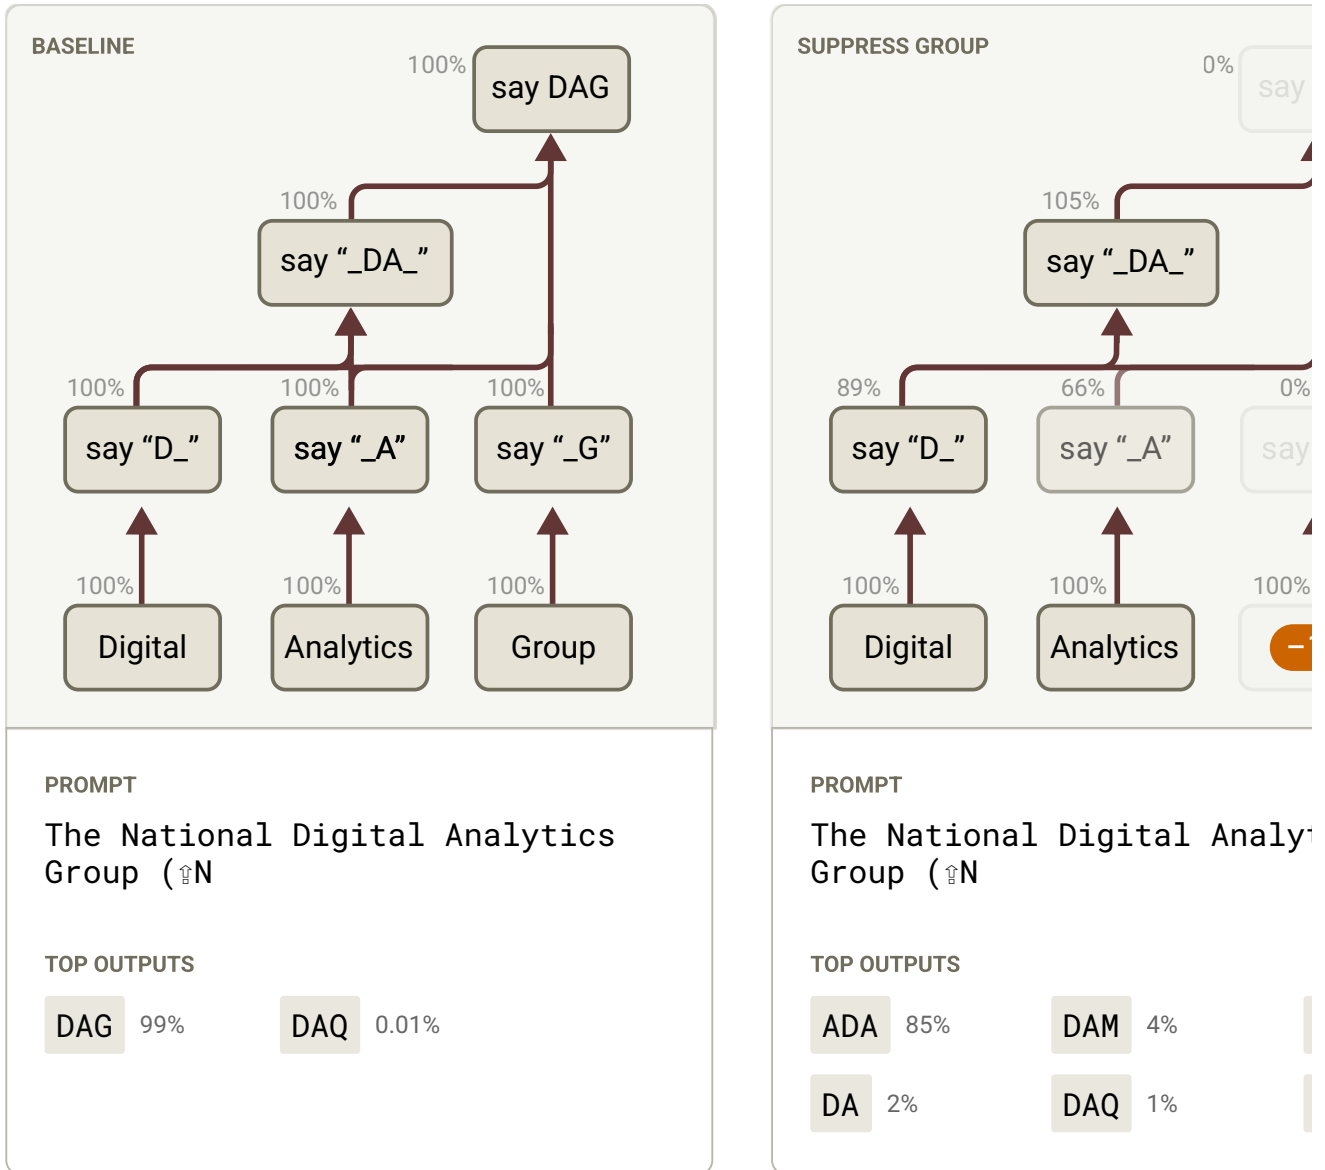 BASELINE
100%
say DAG
100%
say “_DA_”
100%
100%
100%
say “D_”
say “_A”
say “_G”
100%
100%
100%
Digital
Analytics
Group
PROMPT
The National Digital Analytics
Group (⇪N
TOP OUTPUTS
DAG 99%
DAQ 0.01%
SUPPRESS GROUP
0%
say
105%
say “_DA_”
89%
66%
0%
say “D_”
say “_A”
say
100%
100%
100%
Digital
Analytics
PROMPT
The National Digital
Group (⇪N
TOP OUTPUTS
ADA 85%
DAM 4%
DA 2%
DAQ 1%